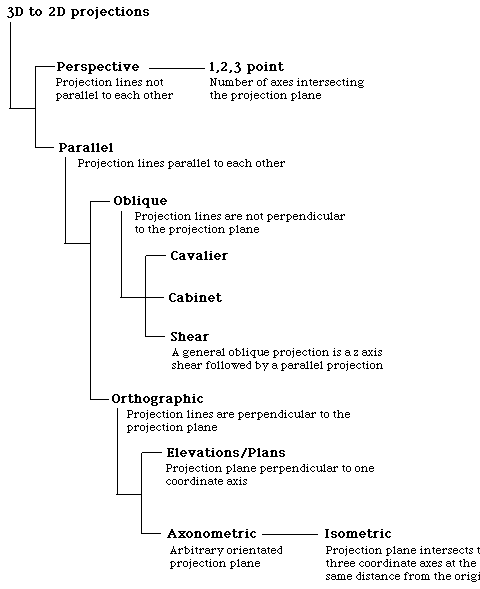 3D to 2D projections
Perspective
Projection lines not
parallel to each other
1,2,3 point
Number of axes intersecting
the projection plane
Parallel
Projection lines parallel to each other
Oblique
Projection lines are not perpendicular
to the projection plane
Cavalier
Cabinet
Shear
A general oblique projection is a z axis
shear followed by a parallel projection
Orthographic
Projection lines are perpendicular to the
projection plane
Elevations/Plans
Projection plane perpendicular to one
coordinate axis
Axonometric
Arbitrary orientated
projection plane
Isometric
Projection plane intersects
three coordinate axes at the
same distance from the